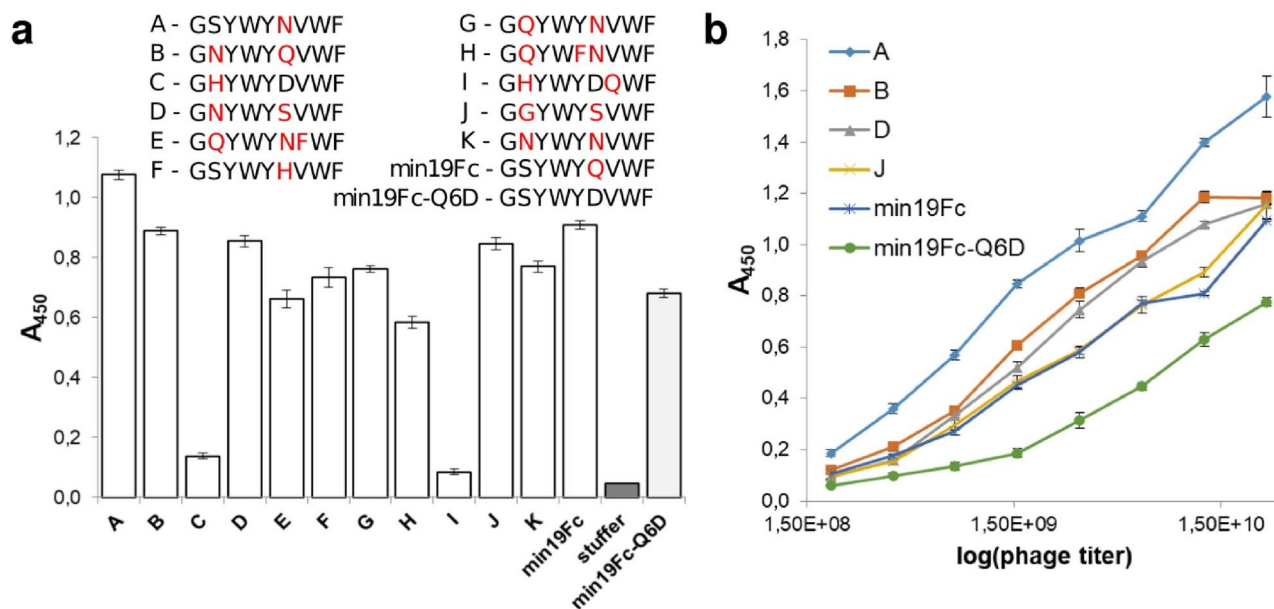 a
A - GSYWYNVWF
B - GNYWYQVWF
C - GHYWYDVWF
D - GNYWYSVWF
E - GQYWYNFWF
F - GSYWYHVWF
G - GQYWYNVWF
H - GQYWFNVWF
I - GHYWYDQWF
J - GGYWYSVWF
K - GNYWYNVWF
min19Fc - GSYWYQVWF
min19Fc-Q6D - GSYWYDVWF
A450
1,2
1,0
0,8
0,6
0,4
0,2
0,0
A
B
C
D
E
F
G
H
I
J
K
min19Fc
stuffer
min19Fc-Q6D
b
A
B
D
J
min19Fc
min19Fc-Q6D
A450
1,8
1,6
1,4
1,2
1,0
0,8
0,6
0,4
0,2
0,0
1,50E+08
1,50E+09
1,50E+10
log(phage titer)